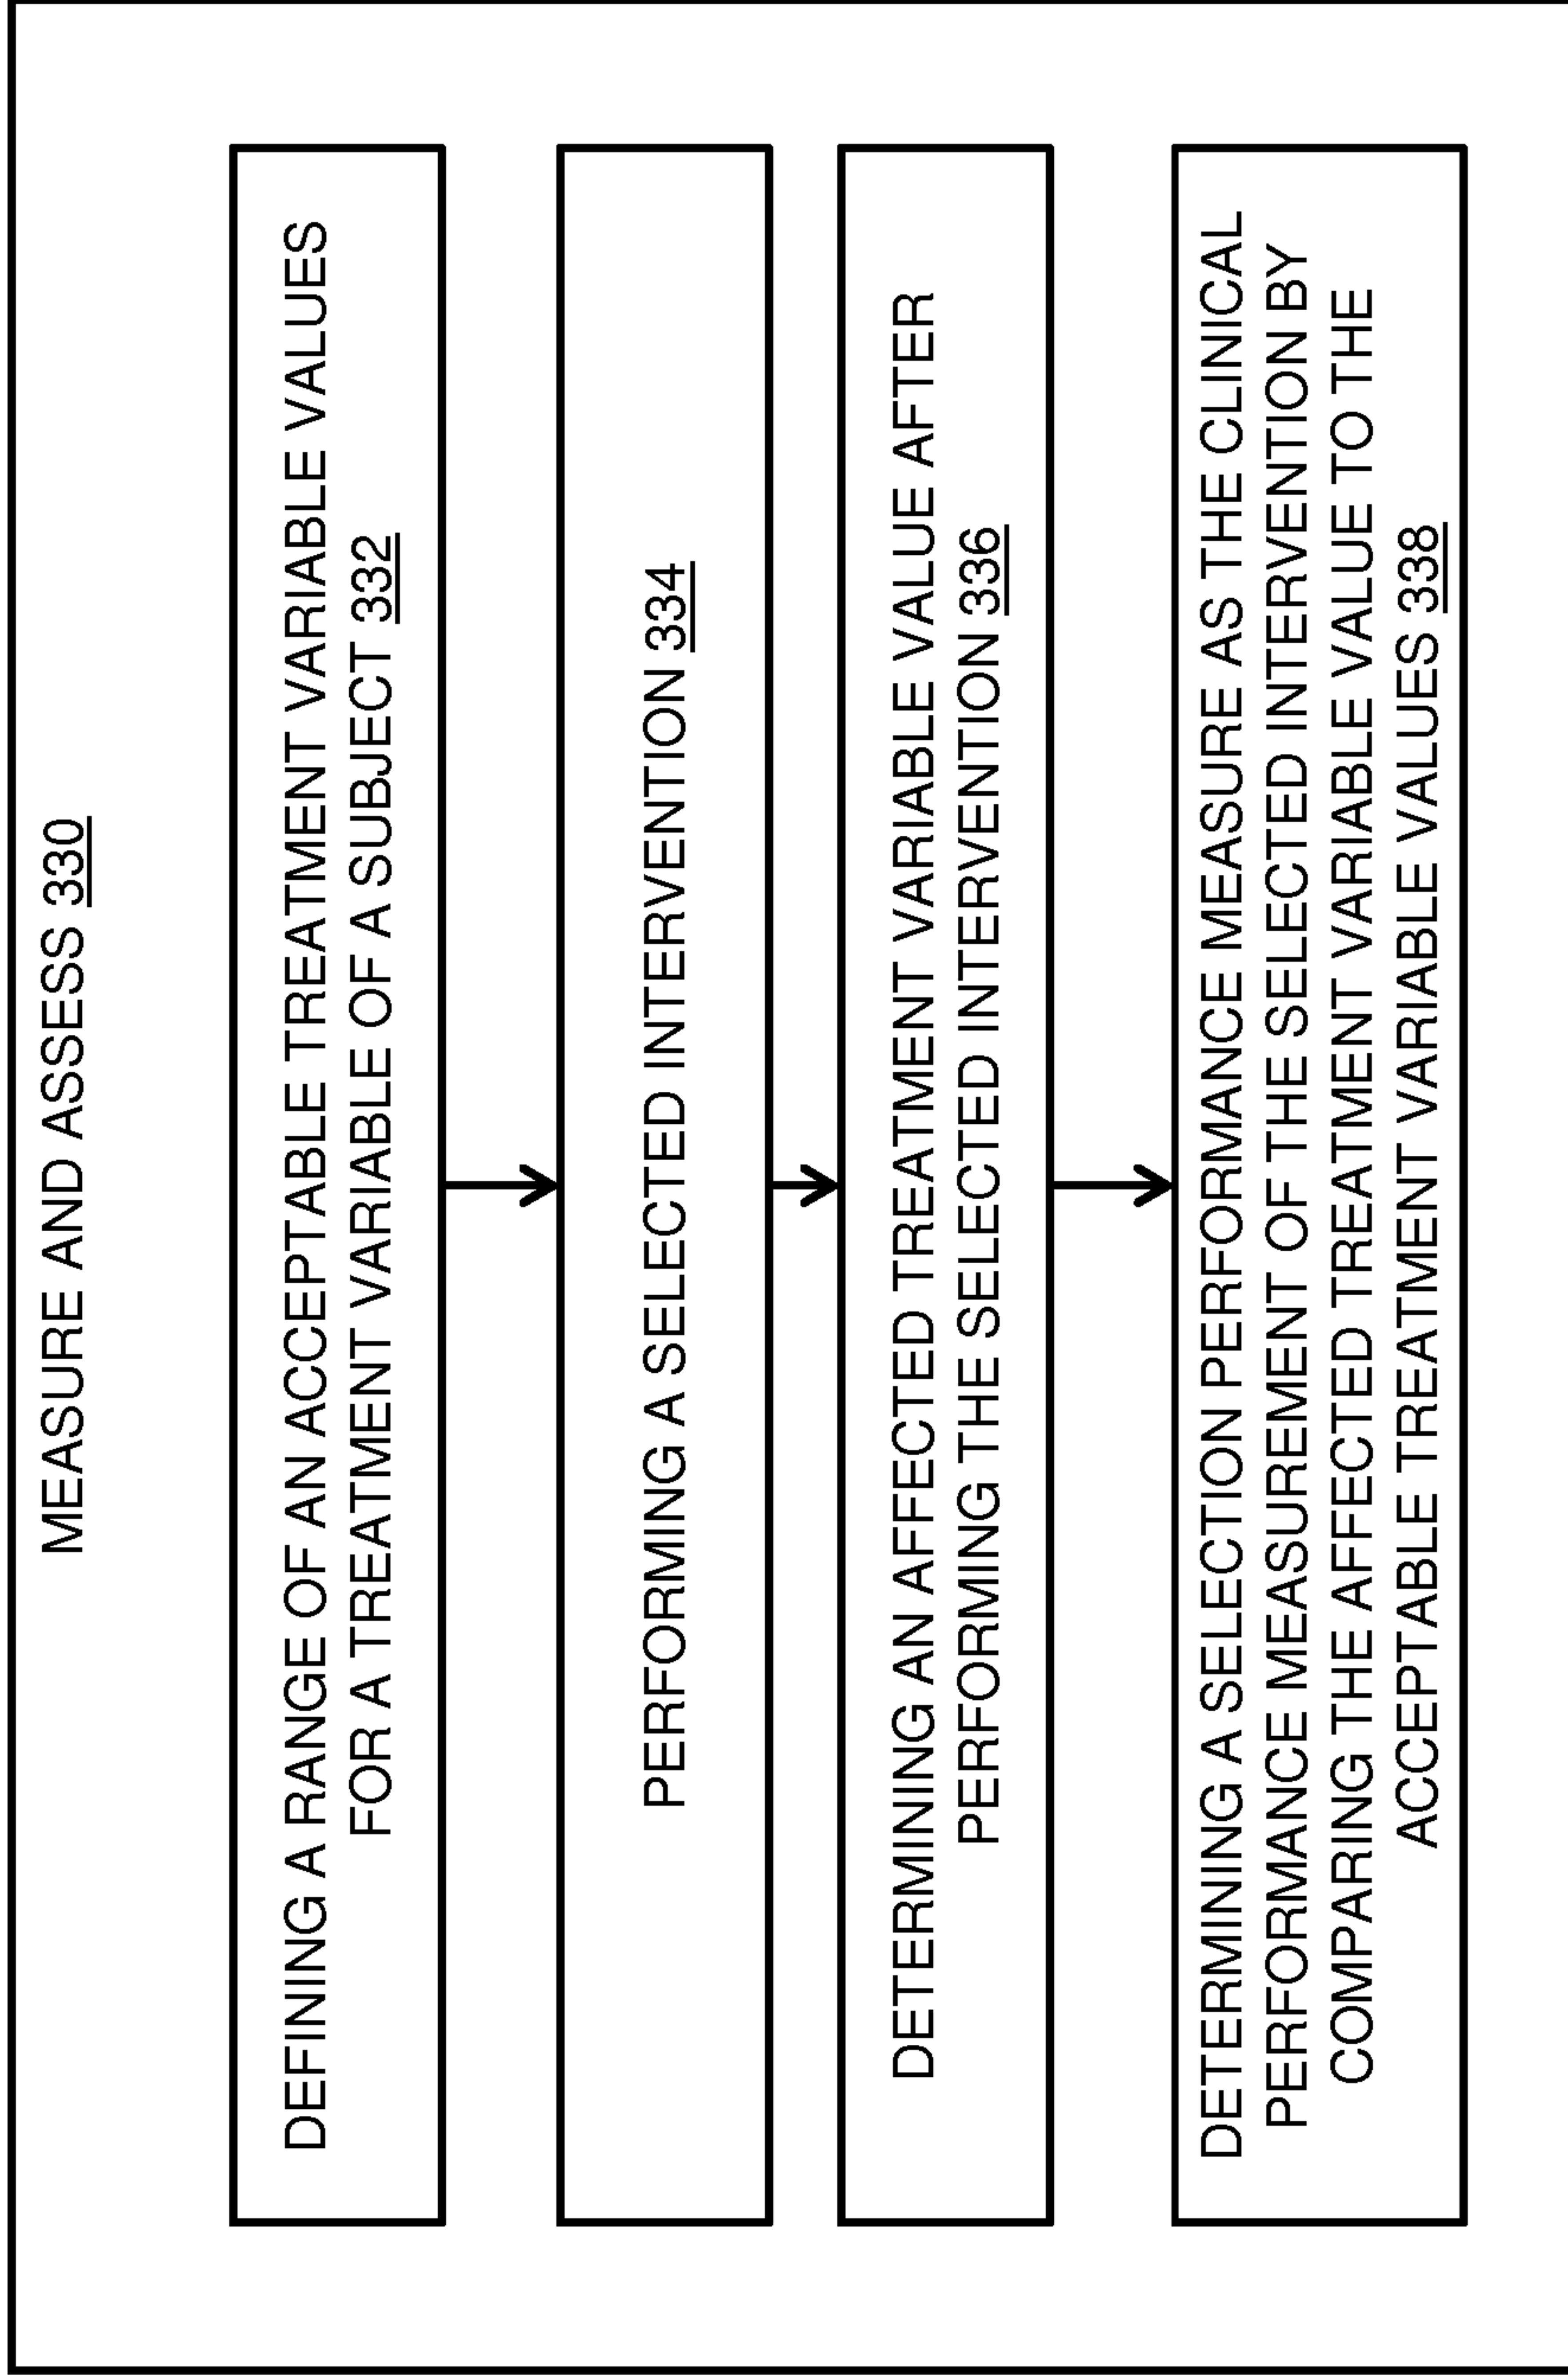 MEASURE AND ASSESS 330
DEFINING A RANGE OF AN ACCEPTABLE TREATMENT VARIABLE VALUES
FOR A TREATMENT VARIABLE OF A SUBJECT 332
PERFORMING A SELECTED INTERVENTION 334
DETERMINING AN AFFECTED TREATMENT VARIABLE VALUE AFTER
PERFORMING THE SELECTED INTERVENTION 336
DETERMINING A SELECTION PERFORMANCE MEASURE AS THE CLINICAL
PERFORMANCE MEASUREMENT OF THE SELECTED INTERVENTION BY
COMPARING THE AFFECTED TREATMENT VARIABLE VALUE TO THE
ACCEPTABLE TREATMENT VARIABLE VALUES 338